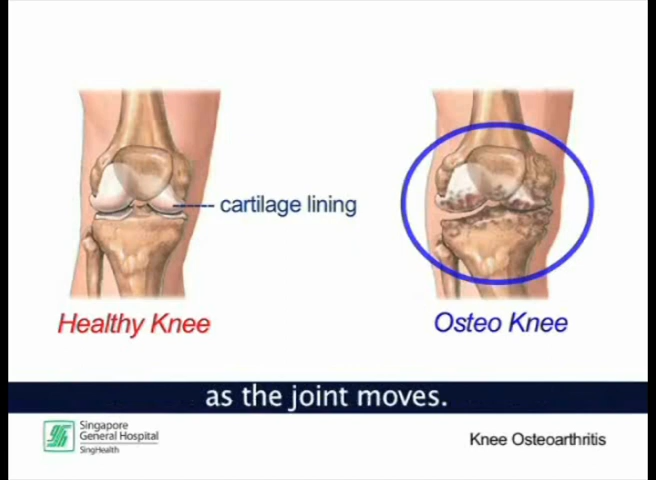 cartilage lining
Healthy Knee
Osteo Knee
as the joint moves.
Singapore
General Hospital
SingHealth
Knee Osteoarthritis